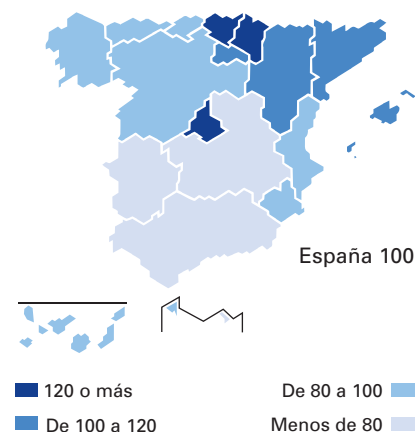 España 100
120 o más
De 80 a 100
De 100 a 120
Menos de 80